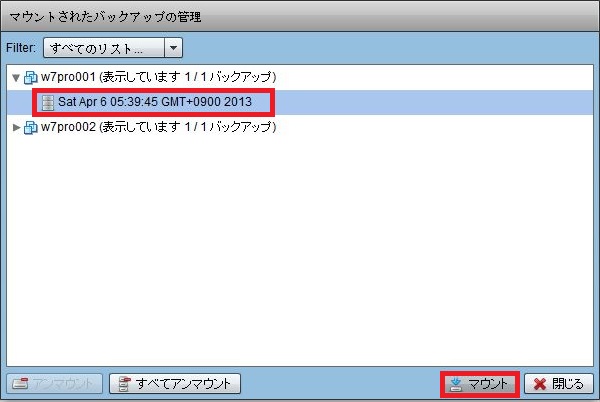 マウントされたバックアップの管理
Filter: すべてのリスト...
w7pro001 (表示しています 1 / 1 バックアップ)
Sat Apr 6 05:39:45 GMT+0900 2013
w7pro002 (表示しています 1 / 1 バックアップ)
アンマウント すべてアンマウント マウント 閉じる